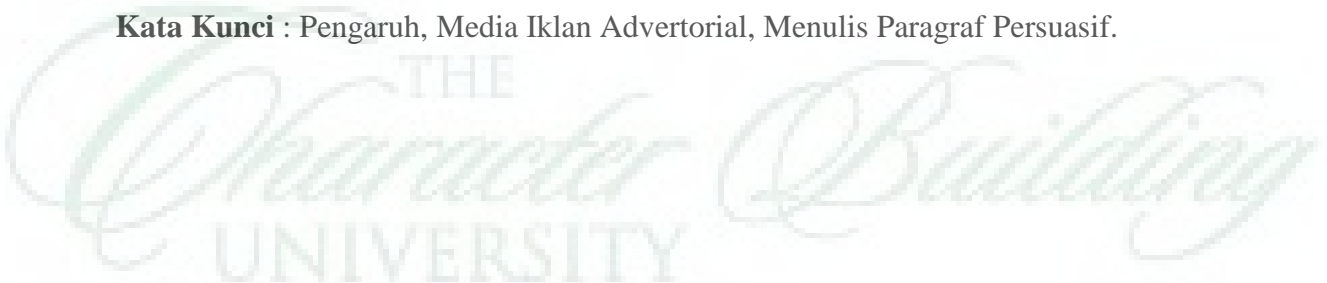 Kata Kunci : Pengaruh, Media Iklan Advertorial, Menulis Paragraf Persuasif.
THE
Character Building
UNIVERSITY